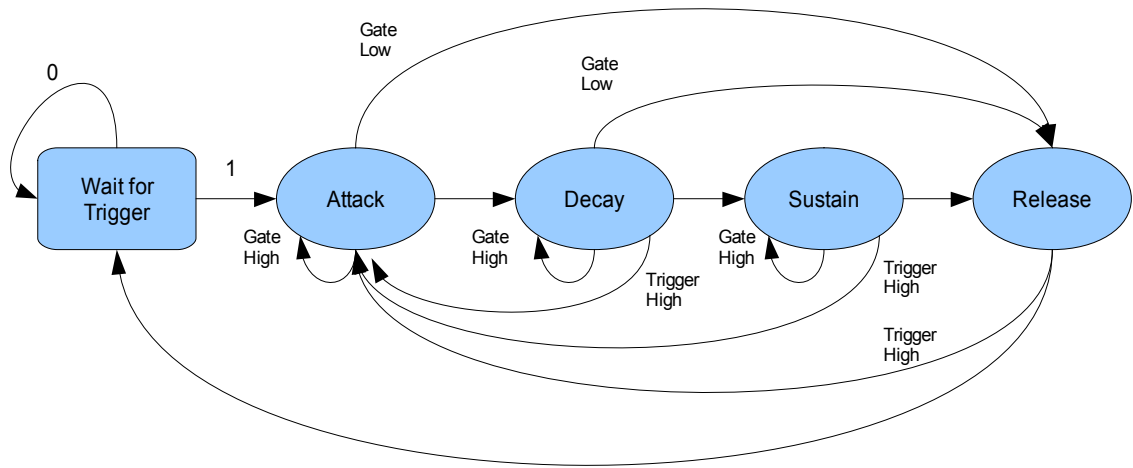 Gate
Low
Gate
Low
0
1
Wait for
Trigger
Attack
Decay
Sustain
Release
Gate
High
Gate
High
Gate
High
Trigger
High
Trigger
High
Trigger
High